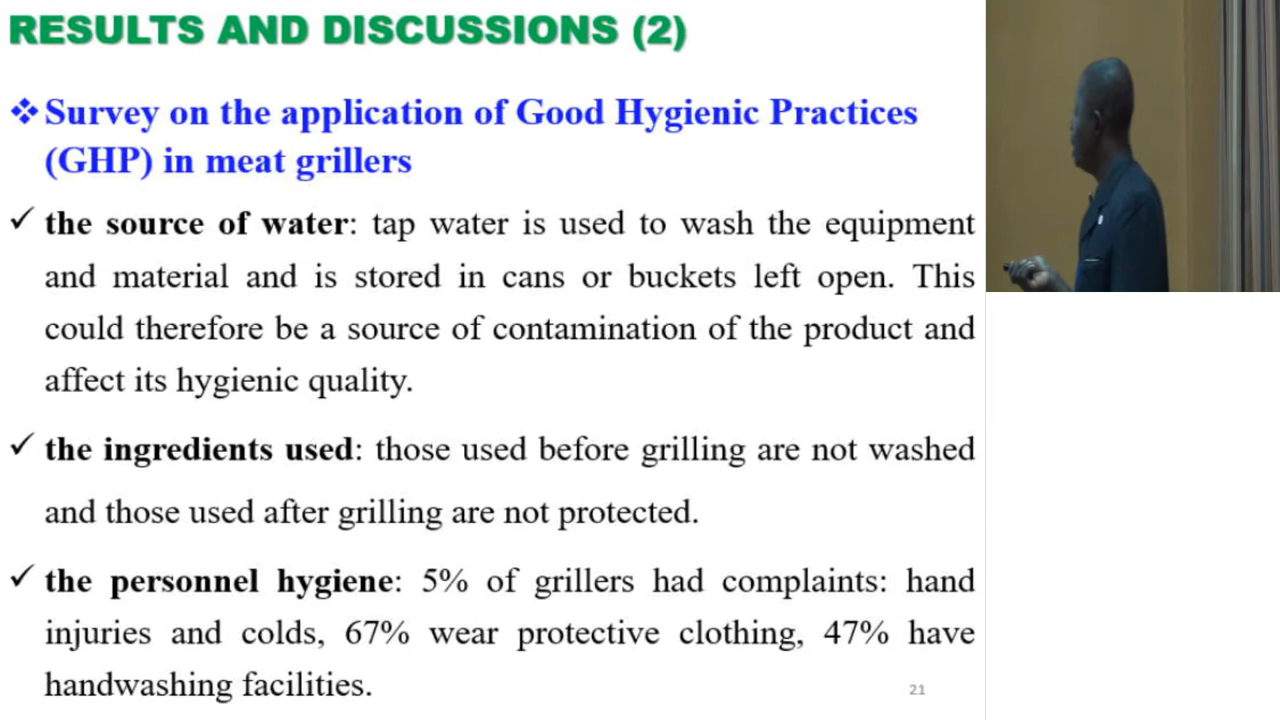 RESULTS AND DISCUSSIONS (2)
❖Survey on the application of Good Hygienic Practices
(GHP) in meat grillers
✓ the source of water: tap water is used to wash the equipment
and material and is stored in cans or buckets left open. This
could therefore be a source of contamination of the product and
affect its hygienic quality.
✓ the ingredients used: those used before grilling are not washed
and those used after grilling are not protected.
✓ the personnel hygiene: 5% of grillers had complaints: hand
injuries and colds, 67% wear protective clothing, 47% have
handwashing facilities.
21